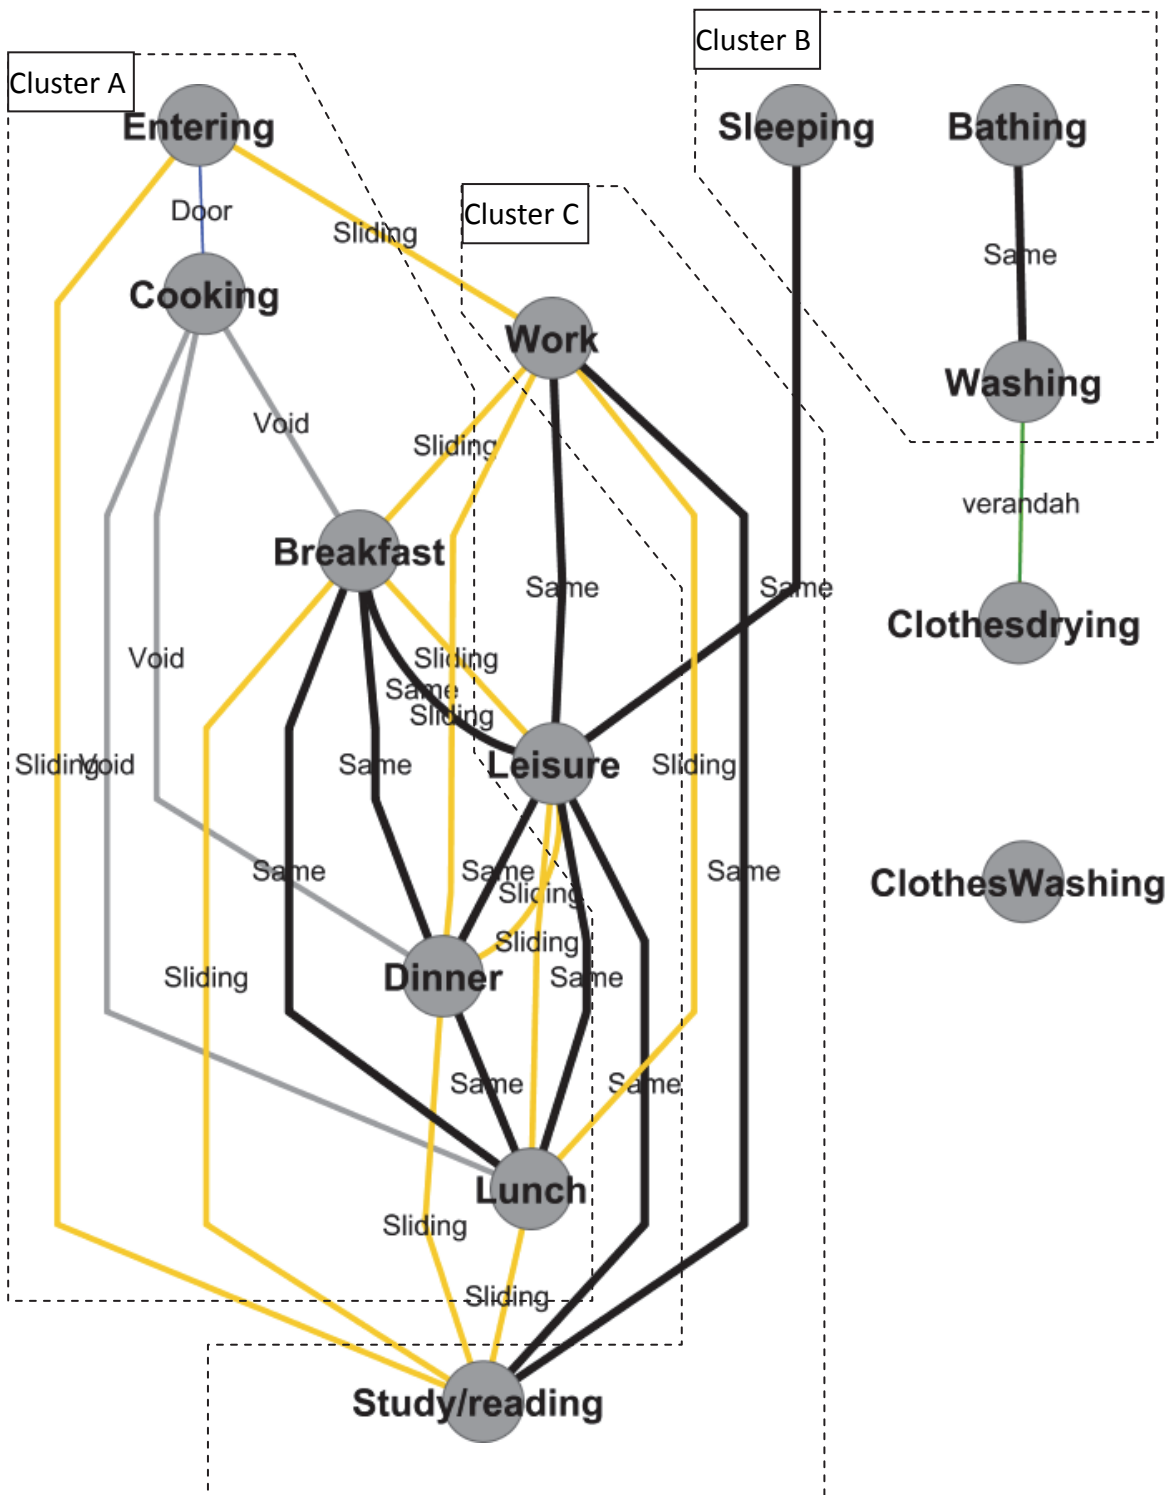 Cluster B
Cluster A
Entering
Sleeping
Bathing
Door
Cluster C
Sliding
Same
Cooking
Work
Washing
Void
Sliding
verandah
Breakfast
Same
Same
Clothesdrying
Void
Sliding
Same
Sliding
Sliding
Void
Same
Leisure
Sliding
Same
Same
Same
Sliding
ClothesWashing
Sliding
Sliding
Dinner
Same
Same
Same
Lunch
Sliding
Sliding
Study/reading